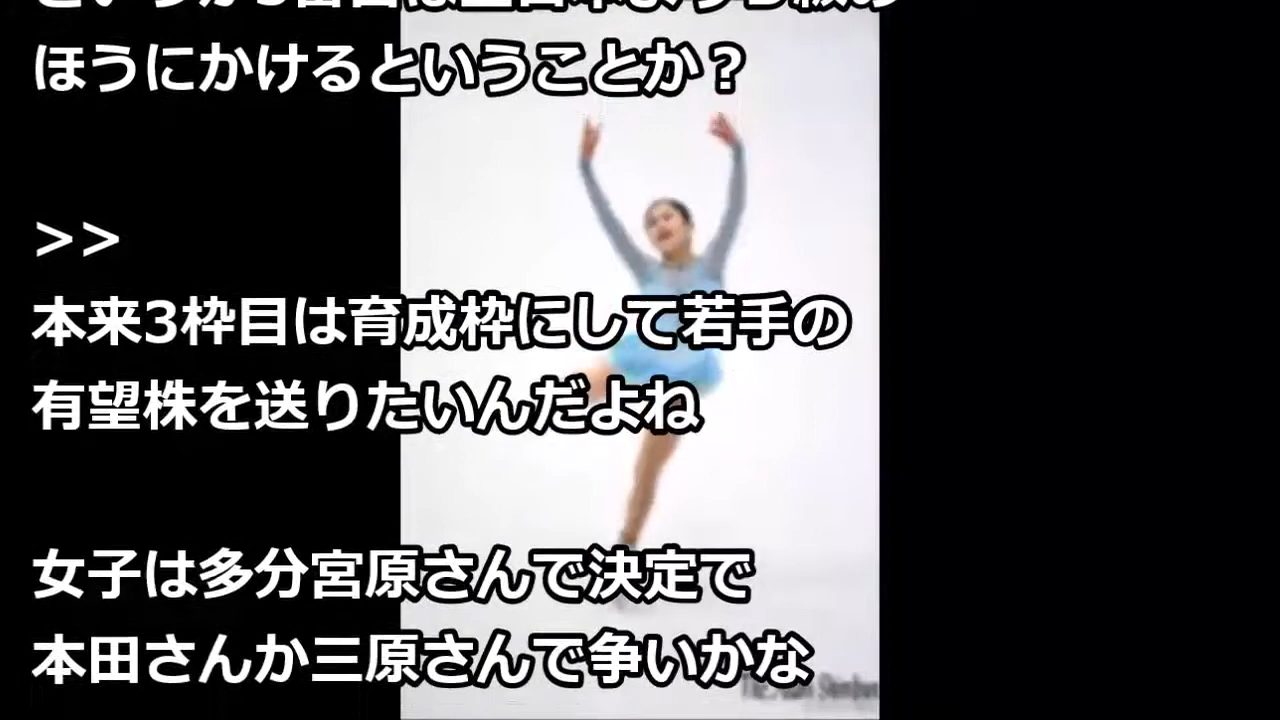 ほうにかけるということか？
>>
本来3枠目は育成枠にして若手の
有望株を送りたいんだよね
女子は多分宮原さんで決定で
本田さんか三原さんで争いかな